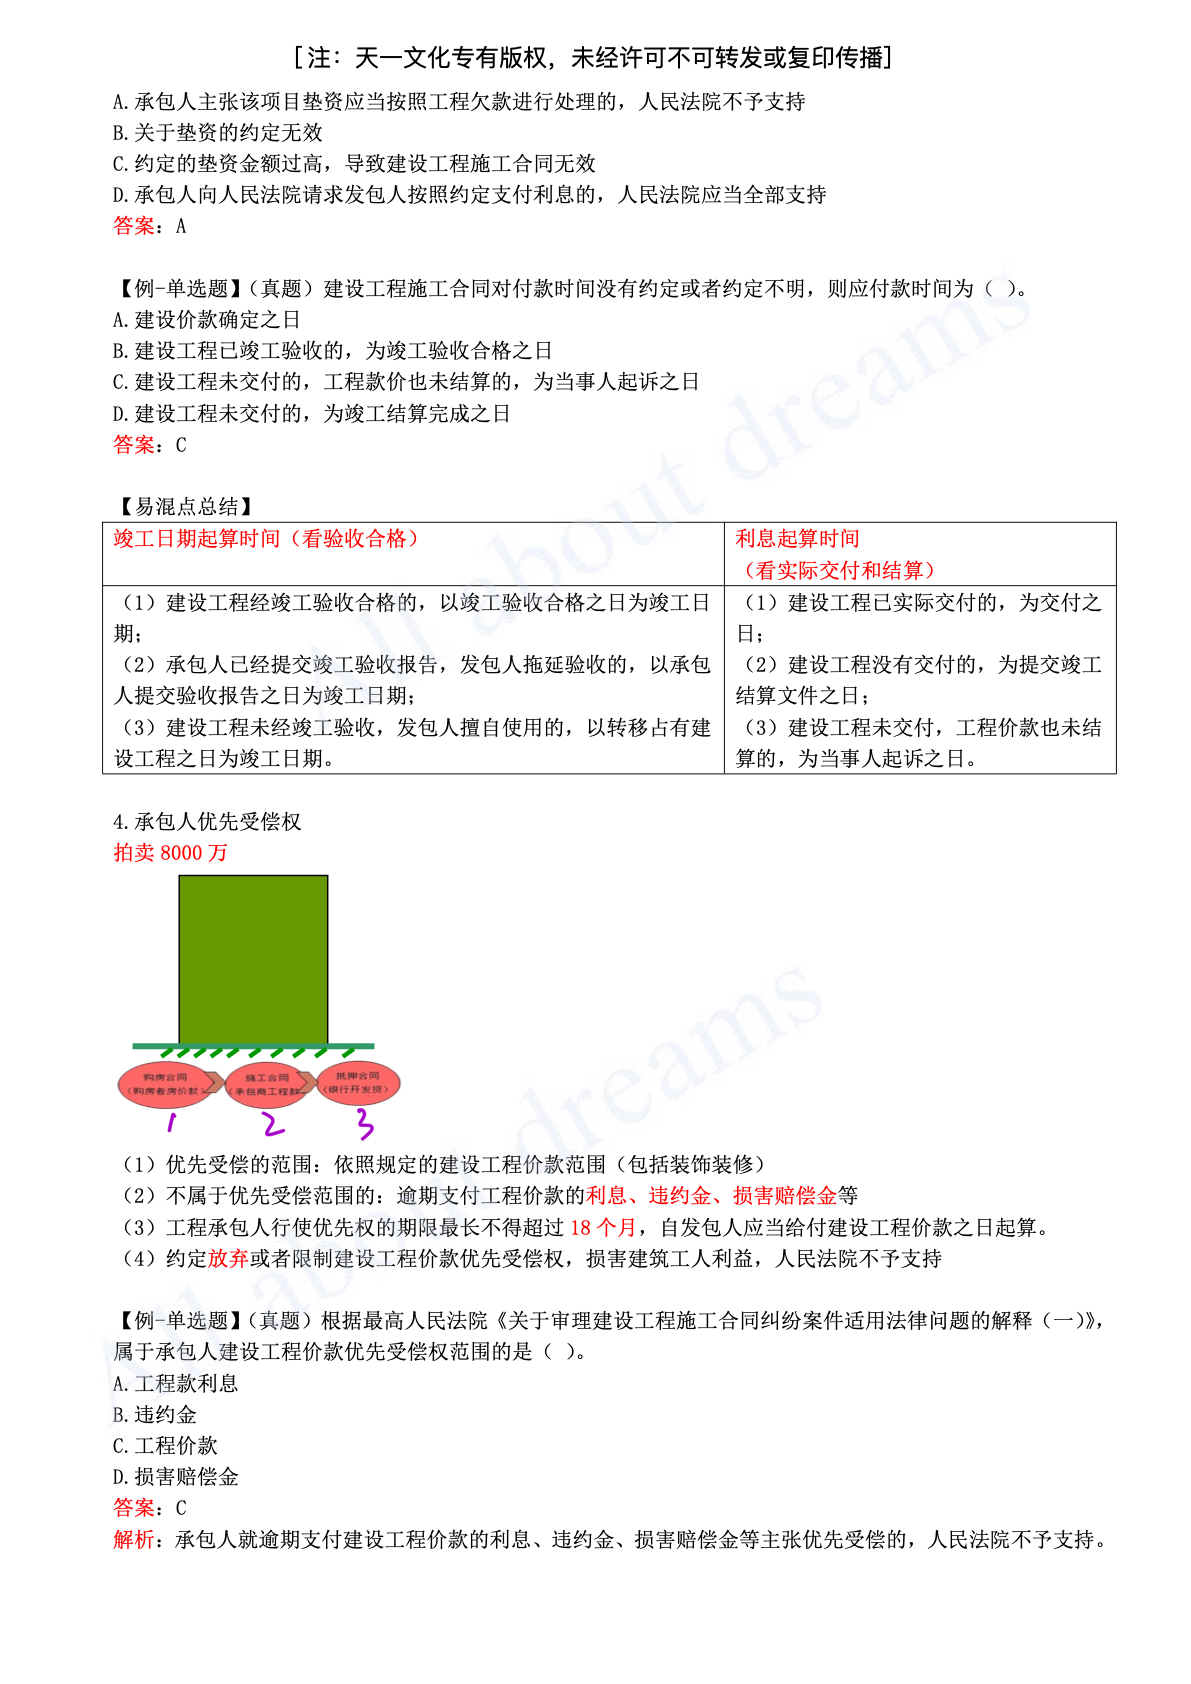 [注：天一文化专有版权，未经许可不可转发或复印传播]
A.承包人主张该项目垫资应当按照工程欠款进行处理的，人民法院不予支持
B.关于垫资的约定无效
C.约定的垫资金额过高，导致建设工程施工合同无效
D.承包人向人民法院请求发包人按照约定支付利息的，人民法院应当全部支持
答案：A
【例-单选题】（真题）建设工程施工合同对付款时间没有约定或者约定不明，则应付款时间为（ ）。
A.建设价款确定之日
B.建设工程已竣工验收的，为竣工验收合格之日
C.建设工程未交付的，工程款价也未结算的，为当事人起诉之日
D.建设工程未交付的，为竣工结算完成之日
答案：C
【易混点总结】
竣工日期起算时间（看验收合格）
利息起算时间
（看实际交付和结算）
（1）建设工程经竣工验收合格的，以竣工验收合格之日为竣工日
期；
（2）承包人已经提交竣工验收报告，发包人拖延验收的，以承包
人提交验收报告之日为竣工日期；
（3）建设工程未经竣工验收，发包人擅自使用的，以转移占有建
设工程之日为竣工日期。
（1）建设工程已实际交付的，为交付之
日；
（2）建设工程没有交付的，为提交竣工
结算文件之日；
（3）建设工程未交付，工程价款也未结
算的，为当事人起诉之日。
4.承包人优先受偿权
拍卖 8000 万
购房合同
（购房者房价款）
施工合同
（承包商工程款
抵押合同
（银行开发贷）
1 2 3
（1）优先受偿的范围：依照规定的建设工程价款范围（包括装饰装修）
（2）不属于优先受偿范围的：逾期支付工程价款的利息、违约金、损害赔偿金等
（3）工程承包人行使优先权的期限最长不得超过 18 个月，自发包人应当给付建设工程价款之日起算。
（4）约定放弃或者限制建设工程价款优先受偿权，损害建筑工人利益，人民法院不予支持
【例-单选题】（真题）根据最高人民法院《关于审理建设工程施工合同纠纷案件适用法律问题的解释（一）》，
属于承包人建设工程价款优先受偿权范围的是（ ）。
A.工程款利息
B.违约金
C.工程价款
D.损害赔偿金
答案：C
解析：承包人就逾期支付建设工程价款的利息、违约金、损害赔偿金等主张优先受偿的，人民法院不予支持。
All about dreams
All about dreams